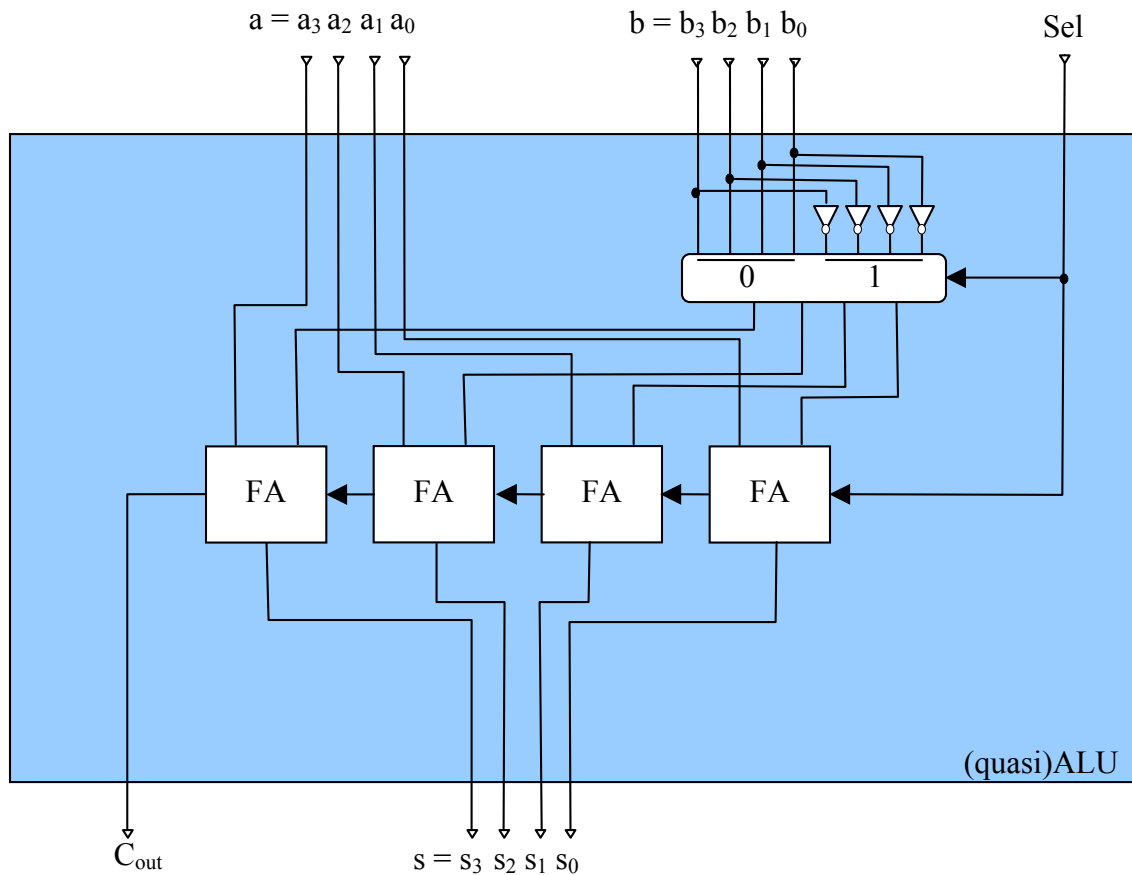 a = a₃ a₂ a₁ a₀ b = b₃ b₂ b₁ b₀ Sel
0 1
FA FA FA FA
(quasi)ALU
Cout s = s₃ s₂ s₁ s₀